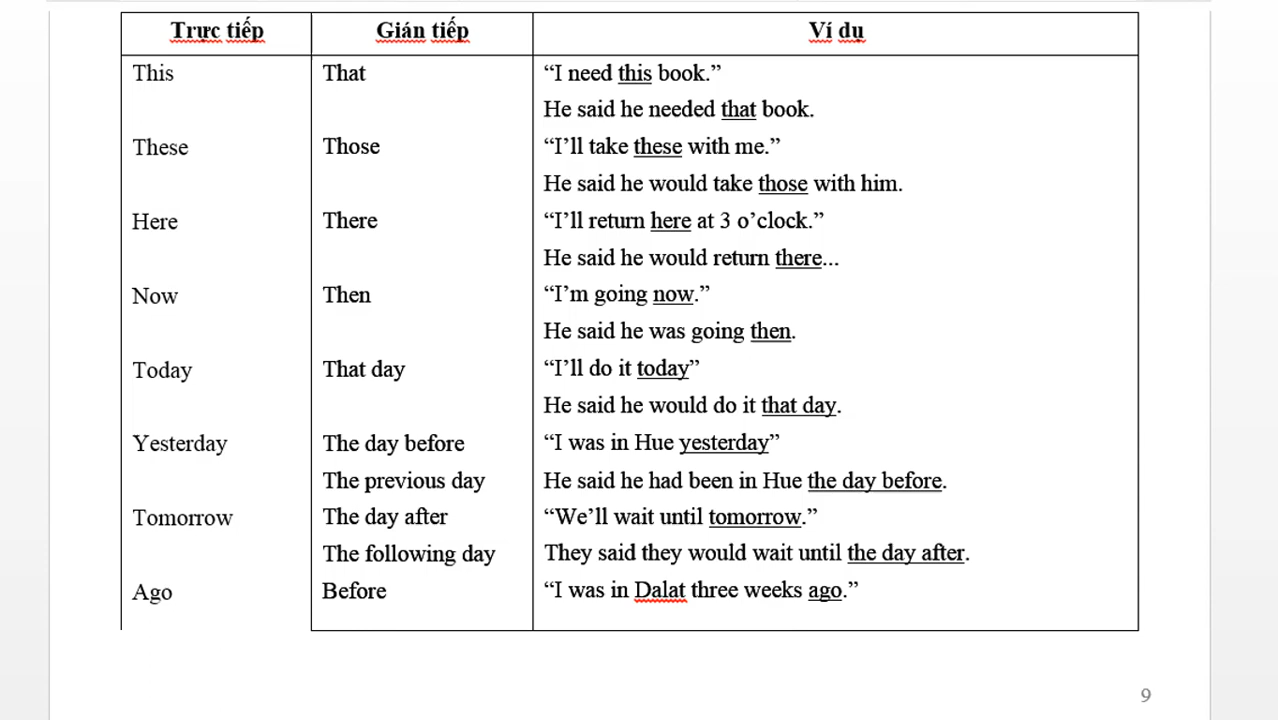 Trực tiếp Gián tiếp Ví dụ
This That “I need this book.”
He said he needed that book.
These Those “I’ll take these with me.”
He said he would take those with him.
Here There “I’ll return here at 3 o’clock.”
He said he would return there...
Now Then “I’m going now.”
He said he was going then.
Today That day “I’ll do it today”
He said he would do it that day.
Yesterday The day before “I was in Hue yesterday”
The previous day He said he had been in Hue the day before.
Tomorrow The day after “We’ll wait until tomorrow.”
The following day They said they would wait until the day after.
Ago Before “I was in Dalat three weeks ago.”
9